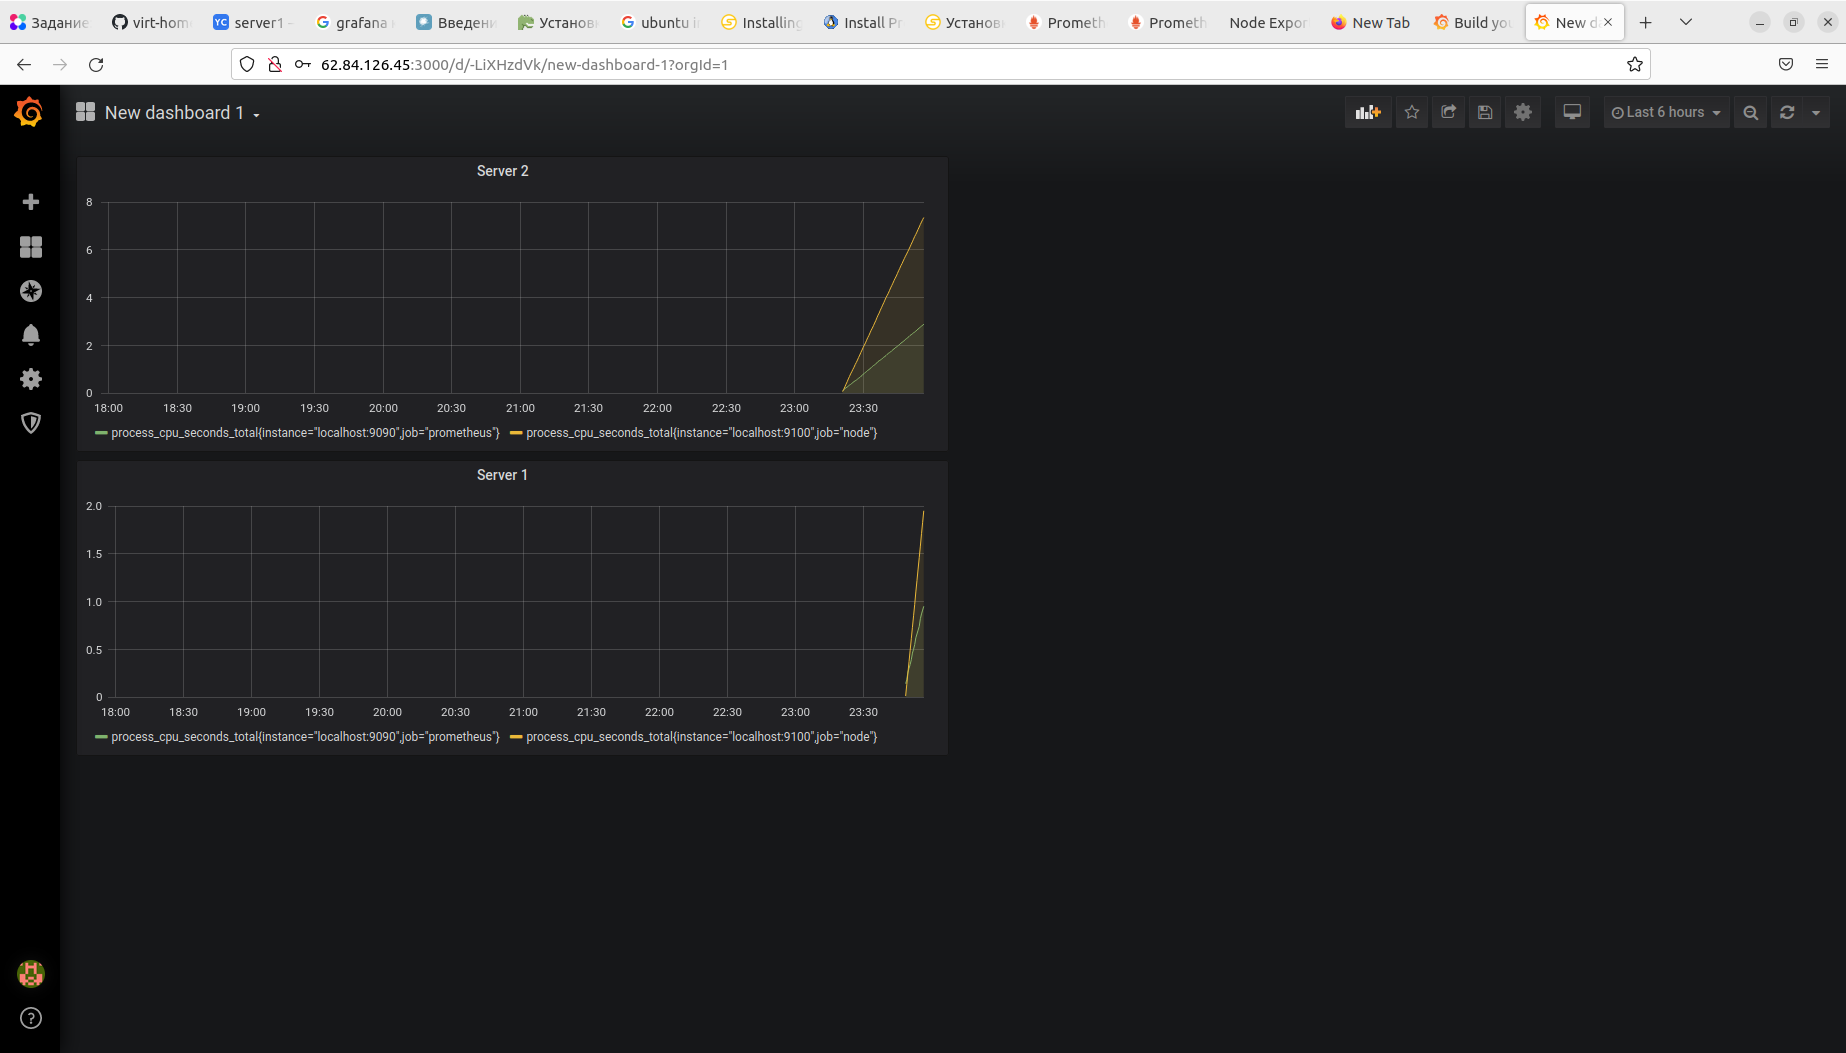 Задание virt-hom server1 - grafana Введени Установ ubuntu i Installing Install Pr Установ Prometh Prometh Node Expor New Tab Build you New d
62.84.126.45:3000/d/-LiXHzdVk/new-dashboard-1?orgId=1
New dashboard 1 Last 6 hours
Server 2
8
6
4
2
0
18:00 18:30 19:00 19:30 20:00 20:30 21:00 21:30 22:00 22:30 23:00 23:30
process_cpu_seconds_total{instance="localhost:9090",job="prometheus"} process_cpu_seconds_total{instance="localhost:9100",job="node"}
Server 1
2.0
1.5
1.0
0.5
0
18:00 18:30 19:00 19:30 20:00 20:30 21:00 21:30 22:00 22:30 23:00 23:30
process_cpu_seconds_total{instance="localhost:9090",job="prometheus"} process_cpu_seconds_total{instance="localhost:9100",job="node"}